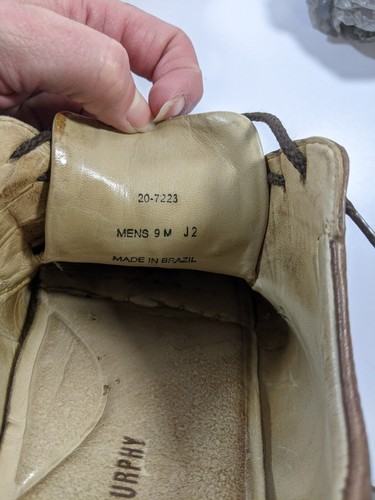 20-7223
MENS 9 M J2
MADE IN BRAZIL
URPHY